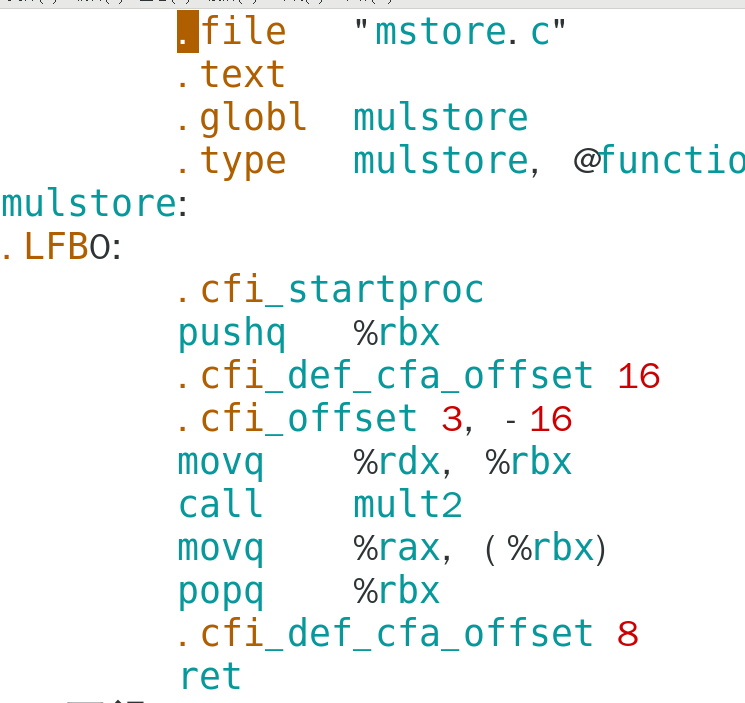 .file "mstore.c"
.text
.globl mulstore
.type mulstore, @functio
mulstore:
.LFB0:
.cfi_startproc
pushq %rbx
.cfi_def_cfa_offset 16
.cfi_offset 3, -16
movq %rdx, %rbx
call mult2
movq %rax, (%rbx)
popq %rbx
.cfi_def_cfa_offset 8
ret